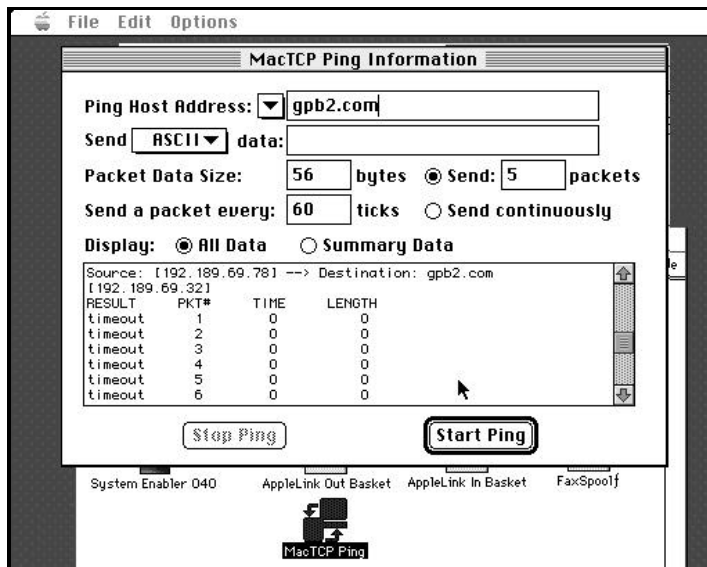 File Edit Options
MacTCP Ping Information
Ping Host Address: gpb2.com
Send ASCII data:
Packet Data Size: 56 bytes Send: 5 packets
Send a packet every: 60 ticks Send continuously
Display: All Data Summary Data
Source: [192.189.69.78] --> Destination: gpb2.com
[192.189.69.32]
RESULT PKT# TIME LENGTH
timeout 1 0 0
timeout 2 0 0
timeout 3 0 0
timeout 4 0 0
timeout 5 0 0
timeout 6 0 0
Stop Ping Start Ping
System Enabler 040 AppleLink Out Basket AppleLink In Basket FaxSpoolƒ
MacTCP Ping